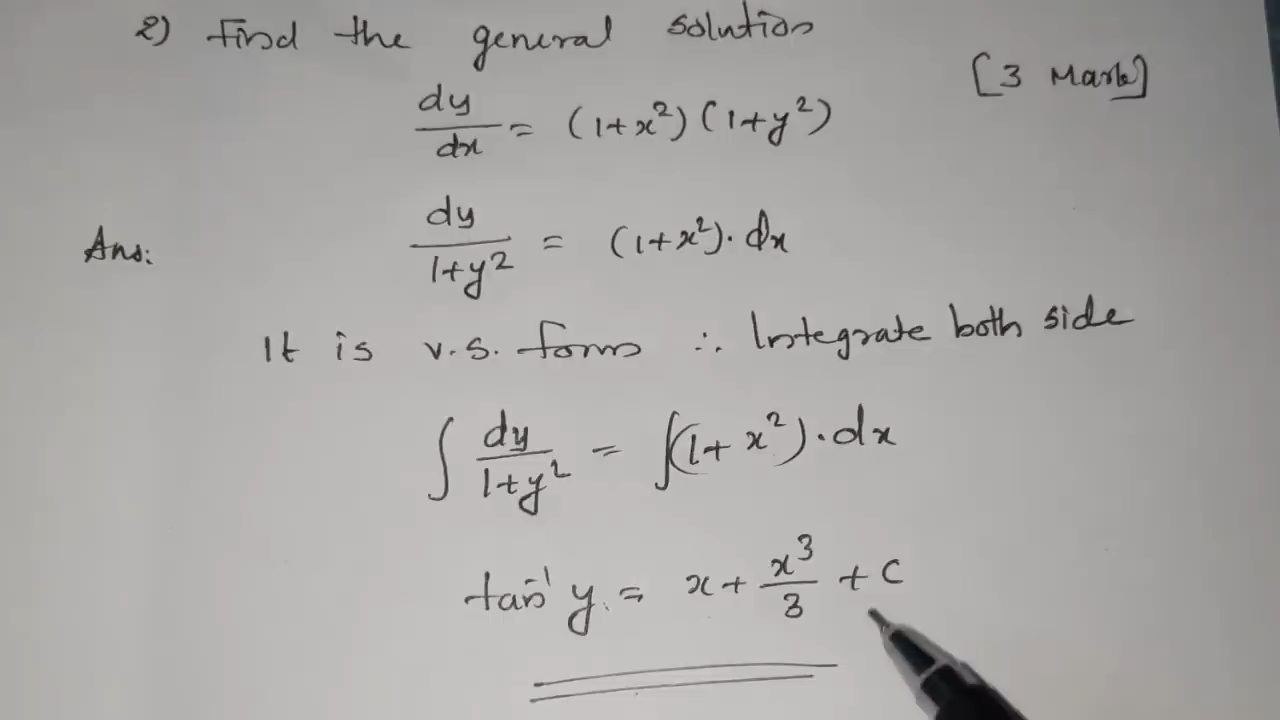 2) Find the general solution
[3 Mark]
dy/dx = (1+x²)(1+y²)
Ans: dy/1+y² = (1+x²). dx
It is v.s. form ∴ Integrate both side
∫ dy/1+y² = ∫(1+x²).dx
tan⁻¹ y. = x + x³/3 + c